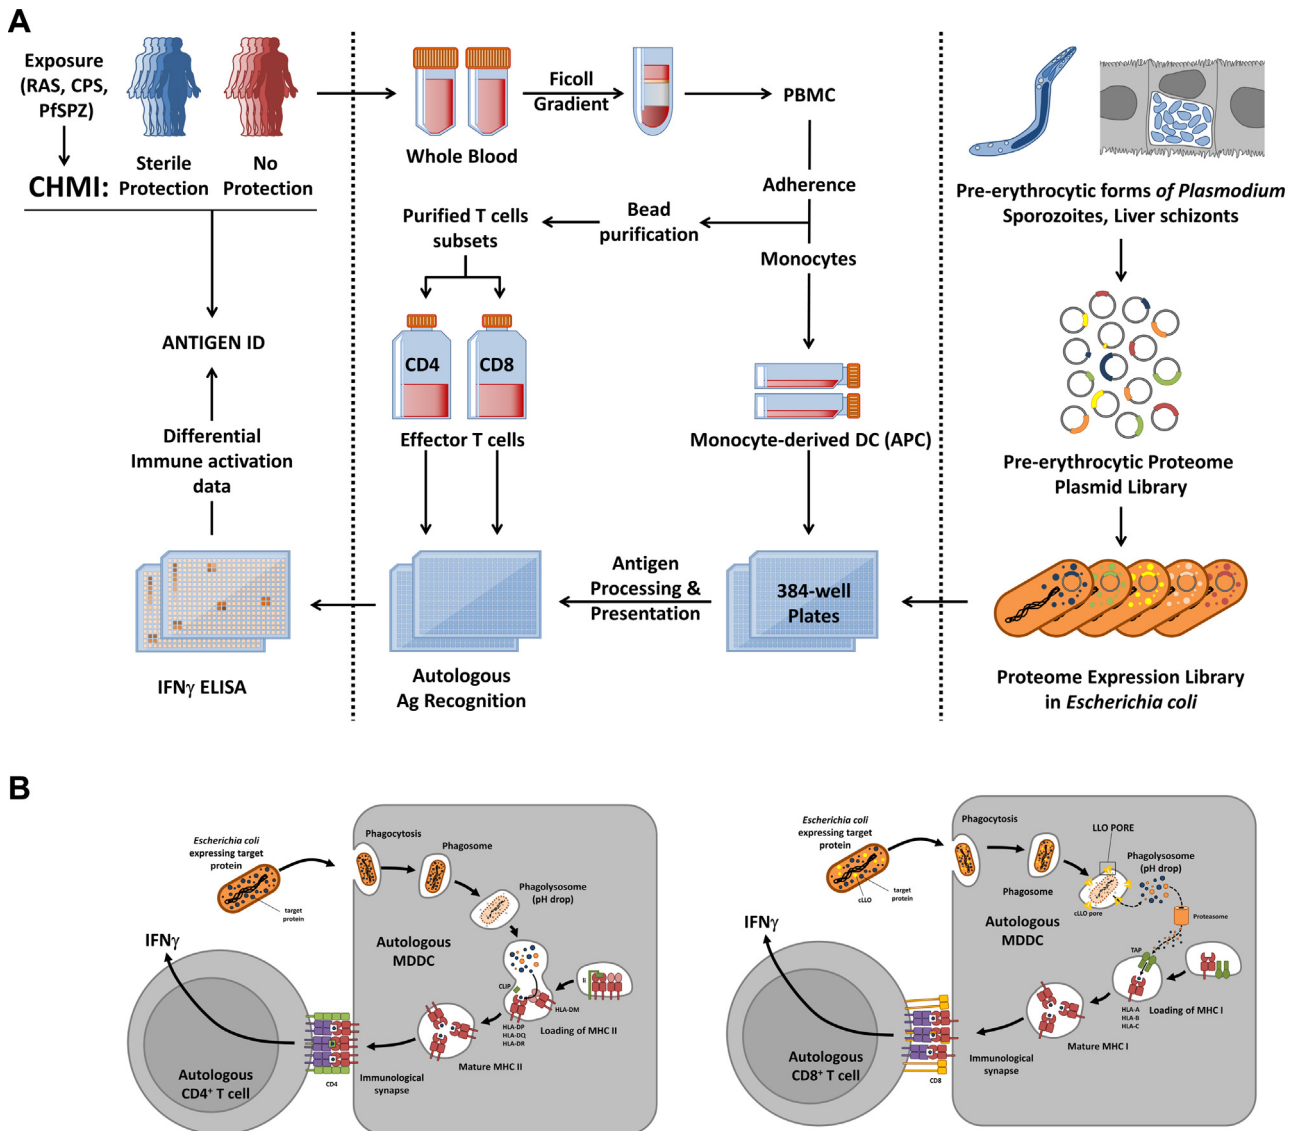 A
Exposure
(RAS, CPS,
PfSPZ)
CHMI:
Sterile
Protection
No
Protection
ANTIGEN ID
Differential
Immune activation
data
IFNγ ELISA
Whole Blood
Ficoll
Gradient
PBMC
Adherence
Bead
purification
Purified T cells
subsets
Monocytes
CD4
CD8
Effector T cells
Monocyte-derived DC (APC)
Antigen
Processing &
Presentation
384-well
Plates
Autologous
Ag Recognition
Pre-erythrocytic forms of Plasmodium
Sporozoites, Liver schizonts
Pre-erythrocytic Proteome
Plasmid Library
Proteome Expression Library
in Escherichia coli
B
Escherichia coli
expressing target
protein
target
protein
Phagocytosis
Phagosome
Phagolysosome
(pH drop)
Autologous
MDDC
CLIP
II
HLA-DM
HLA-DP
HLA-DQ
HLA-DR
Loading of MHC II
Mature MHC II
Immunological
synapse
CD4
IFNγ
Autologous
CD4+ T cell
Escherichia coli
expressing target
protein
target
protein
cLLO
Phagocytosis
Phagosome
LLO PORE
Phagolysosome
(pH drop)
cLLO pore
Proteasome
Autologous
MDDC
TAP
HLA-A
HLA-B
HLA-C
Loading of MHC I
Mature MHC I
Immunological
synapse
CD8
IFNγ
Autologous
CD8+ T cell